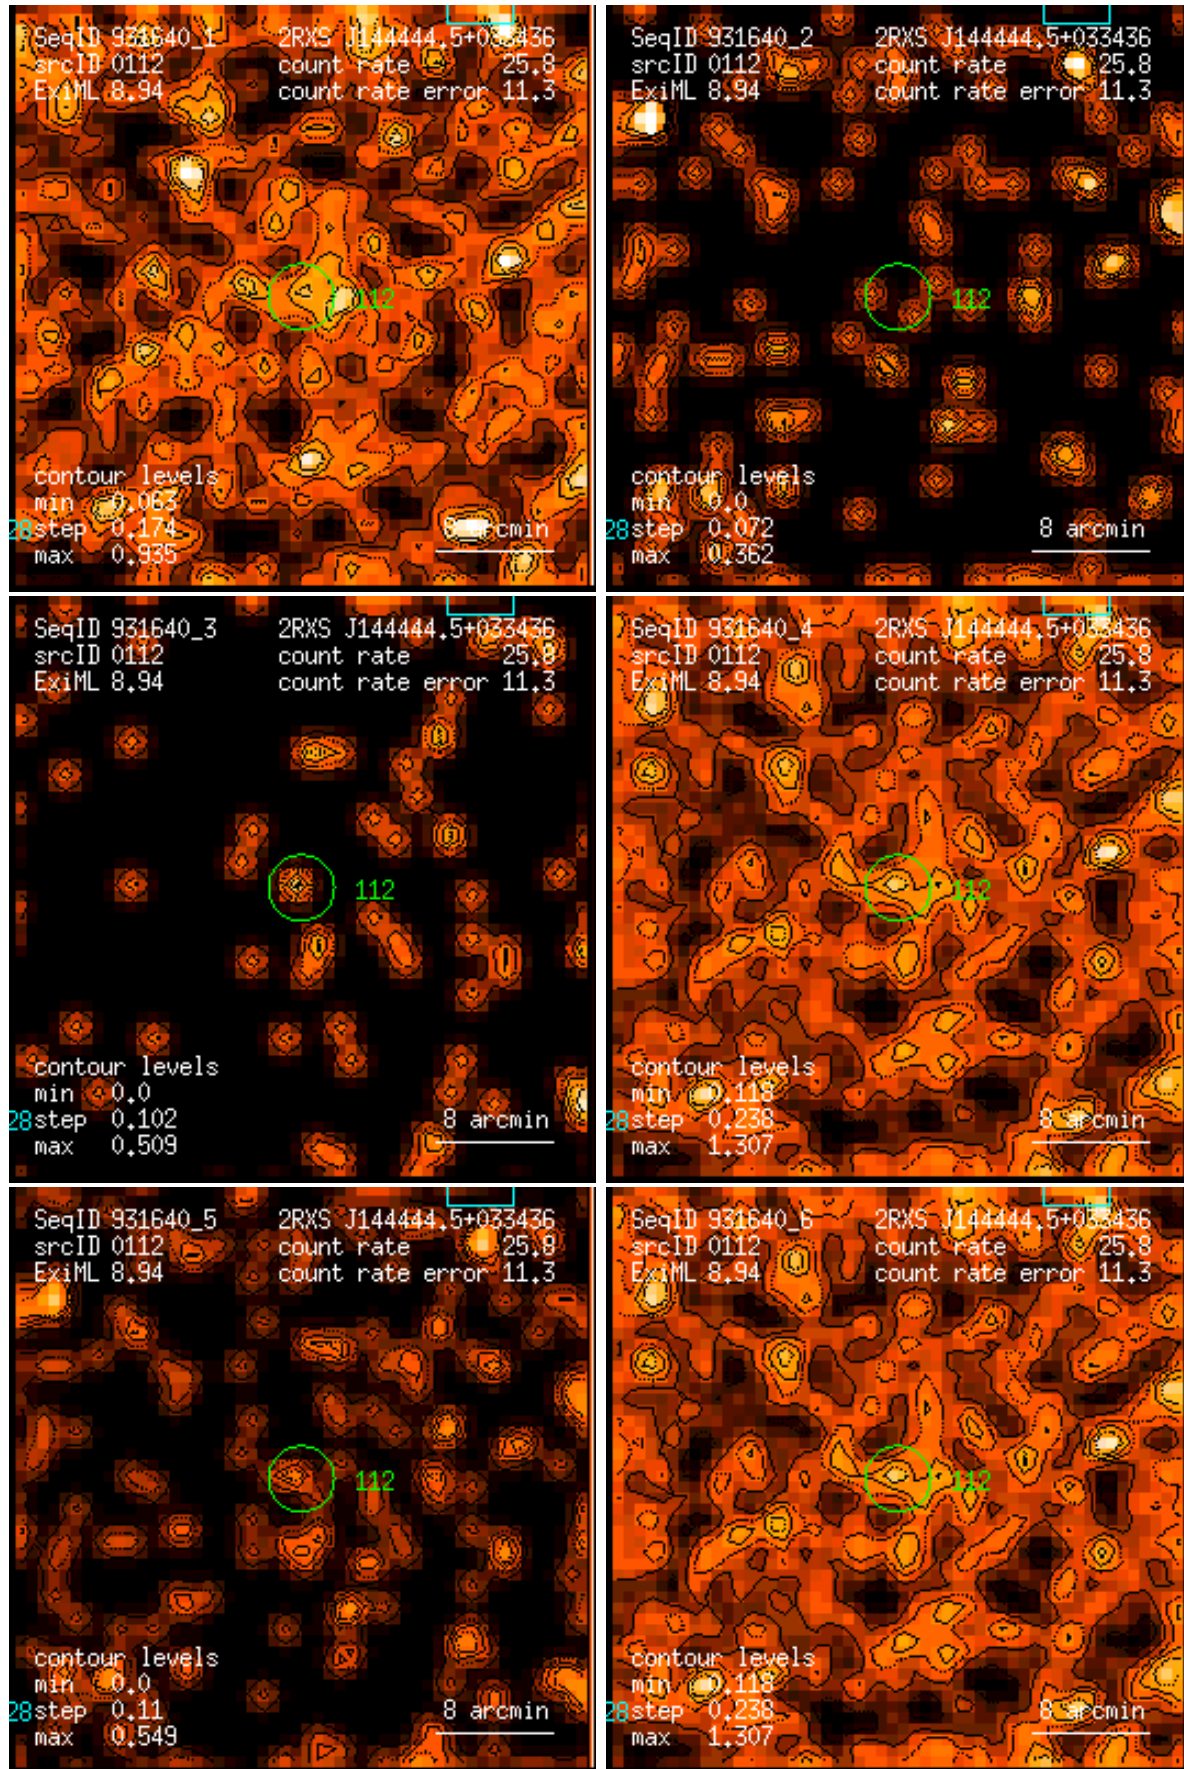 SeqID 931640_1 2RXS J144444.5+033436
srcID 0112 count rate 25.8
ExiML 8.94 count rate error 11.3
112
contour levels
min 0.063
28 step 0.174 8 arcmin
max 0.935
SeqID 931640_2 2RXS J144444.5+033436
srcID 0112 count rate 25.8
ExiML 8.94 count rate error 11.3
112
contour levels
min 0.0
28 step 0.072 8 arcmin
max 0.362
SeqID 931640_3 2RXS J144444.5+033436
srcID 0112 count rate 25.8
ExiML 8.94 count rate error 11.3
112
contour levels
min 0.0
28 step 0.102 8 arcmin
max 0.509
SeqID 931640_4 2RXS J144444.5+033436
srcID 0112 count rate 25.8
ExiML 8.94 count rate error 11.3
112
contour levels
min 0.118
28 step 0.238 8 arcmin
max 1.307
SeqID 931640_5 2RXS J144444.5+033436
srcID 0112 count rate 25.8
ExiML 8.94 count rate error 11.3
112
contour levels
min 0.0
28 step 0.11 8 arcmin
max 0.549
SeqID 931640_6 2RXS J144444.5+033436
srcID 0112 count rate 25.8
ExiML 8.94 count rate error 11.3
112
contour levels
min 0.118
28 step 0.238 8 arcmin
max 1.307